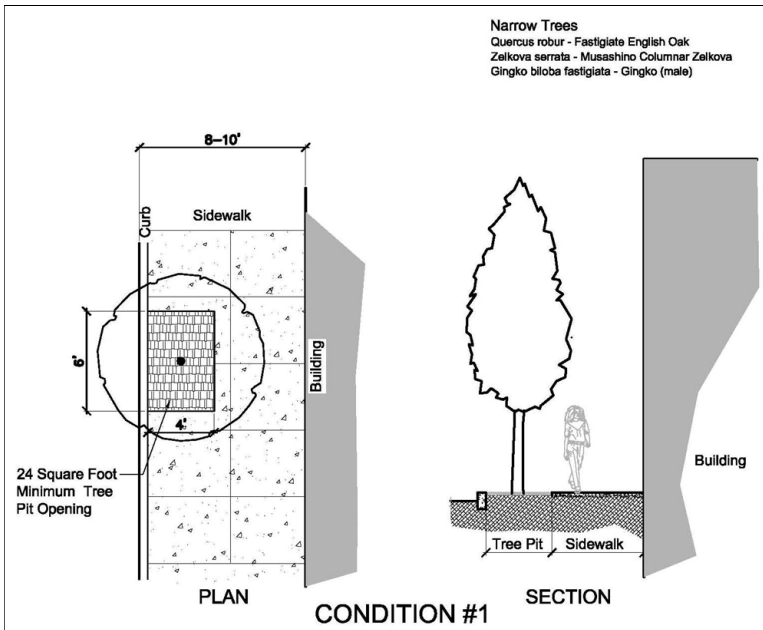 Narrow Trees
Quercus robur - Fastigiate English Oak
Zelkova serrata - Musashino Columnar Zelkova
Gingko biloba fastigiata - Gingko (male)
8-10'
Curb
Sidewalk
6'
4'
Building
24 Square Foot
Minimum Tree
Pit Opening
Building
Tree Pit
Sidewalk
PLAN
SECTION
CONDITION #1